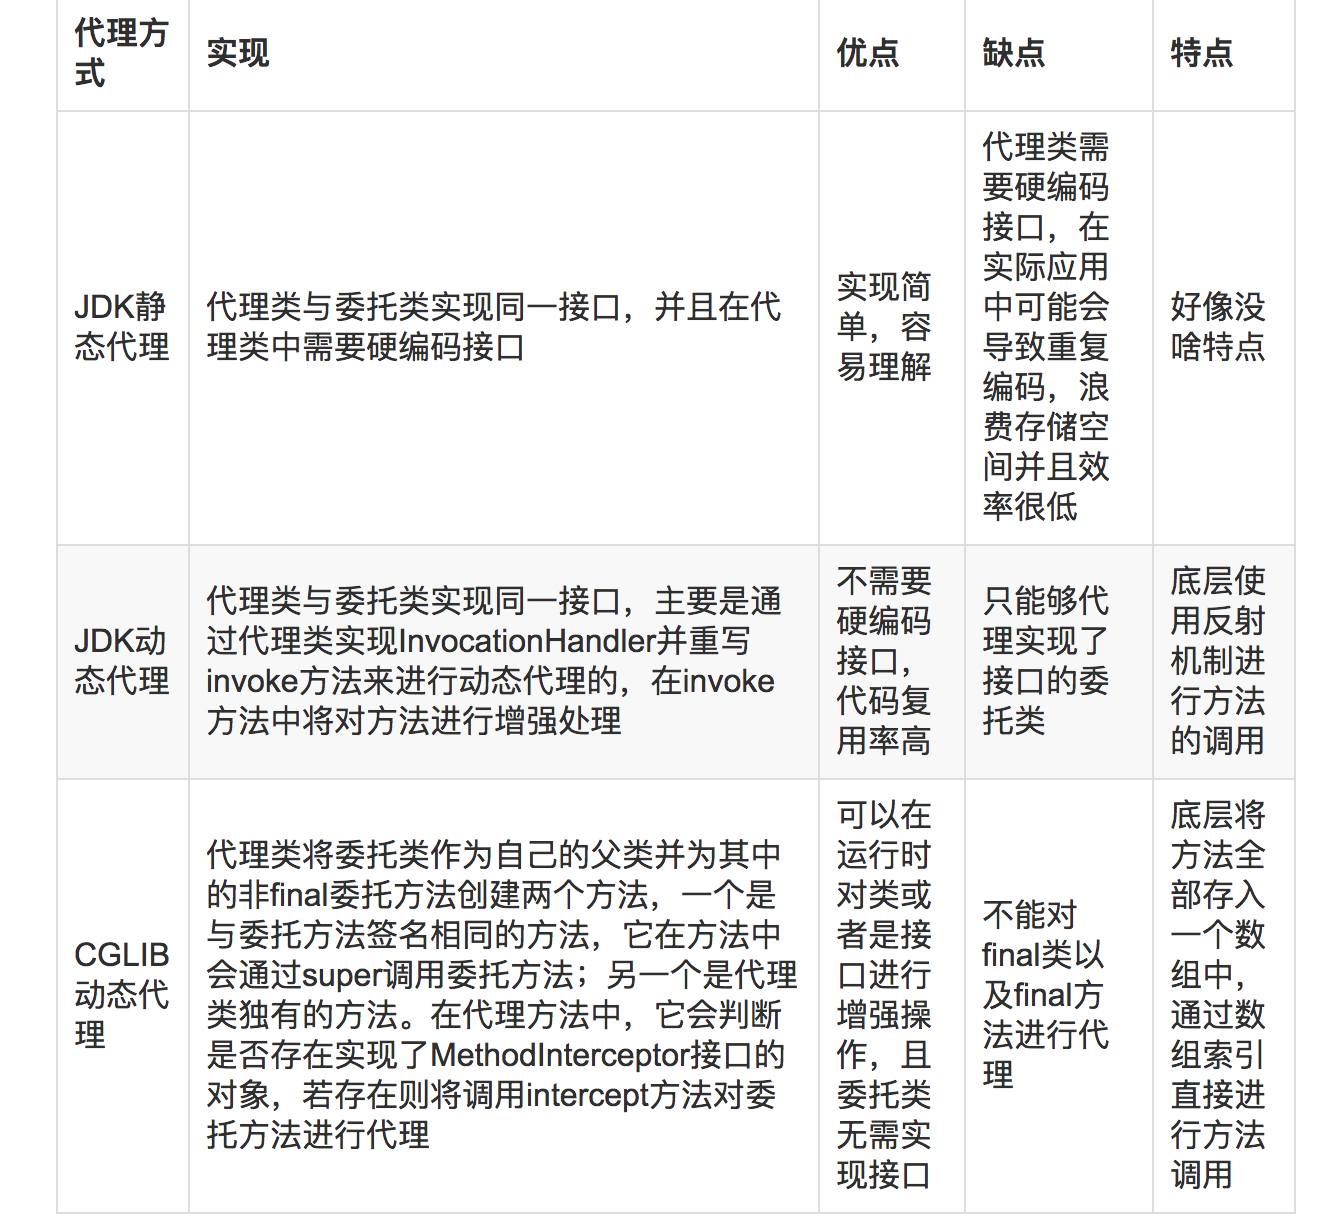 代理方
式
实现
优点
缺点
特点
JDK静
态代理
代理类与委托类实现同一接口，并且在代
理类中需要硬编码接口
实现简
单，容
易理解
代理类需
要硬编码
接口，在
实际应用
中可能会
导致重复
编码，浪
费存储空
间并且效
率很低
好像没
啥特点
JDK动
态代理
代理类与委托类实现同一接口，主要是通
过代理类实现InvocationHandler并重写
invoke方法来进行动态代理的，在invoke
方法中将对方法进行增强处理
不需要
硬编码
接口，
代码复
用率高
只能够代
理实现了
接口的委
托类
底层使
用反射
机制进
行方法
的调用
CGLIB
动态代
理
代理类将委托类作为自己的父类并为其中
的非final委托方法创建两个方法，一个是
与委托方法签名相同的方法，它在方法中
会通过super调用委托方法；另一个是代理
类独有的方法。在代理方法中，它会判断
是否存在实现了MethodInterceptor接口的
对象，若存在则将调用intercept方法对委
托方法进行代理
可以在
运行时
对类或
者是接
口进行
增强操
作，且
委托类
无需实
现接口
不能对
final类以
及final方
法进行代
理
底层将
方法全
部存入
一个数
组中，
通过数
组索引
直接进
行方法
调用